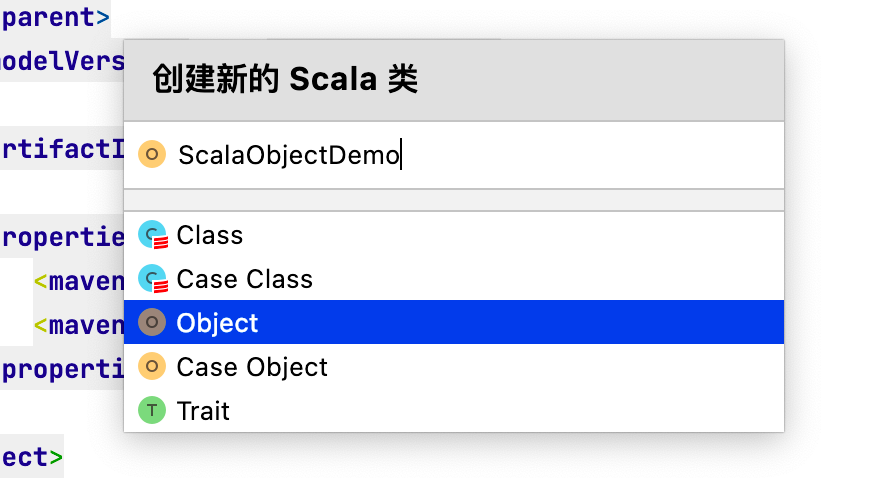 parent>
odelVers
创建新的 Scala 类
ScalaObjectDemo
rtifactI
ropertie
Class
<maven
Case Class
<maven
Object
properti
Case Object
Trait
ect>